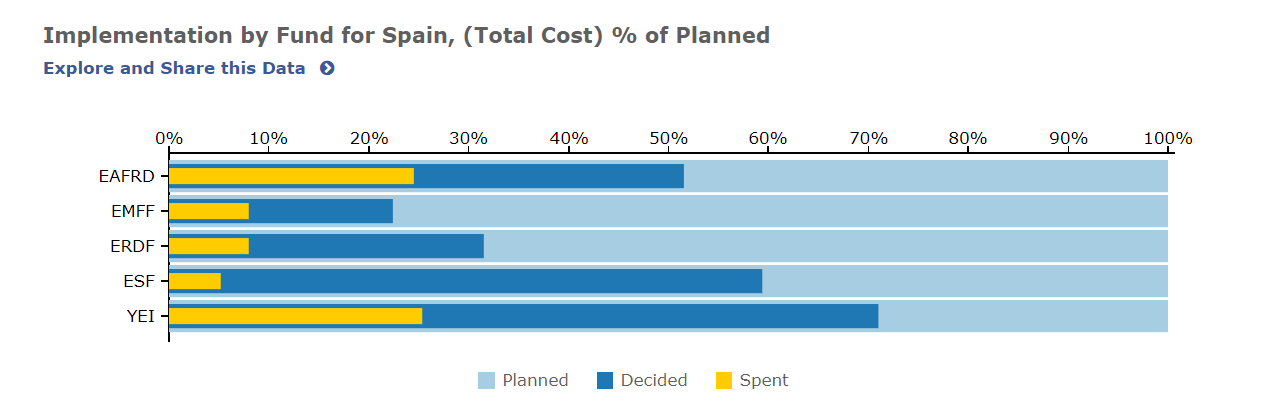 Implementation by Fund for Spain, (Total Cost) % of Planned
Explore and Share this Data
0% 10% 20% 30% 40% 50% 60% 70% 80% 90% 100%
EAFRD
EMFF
ERDF
ESF
YEI
Planned Decided Spent